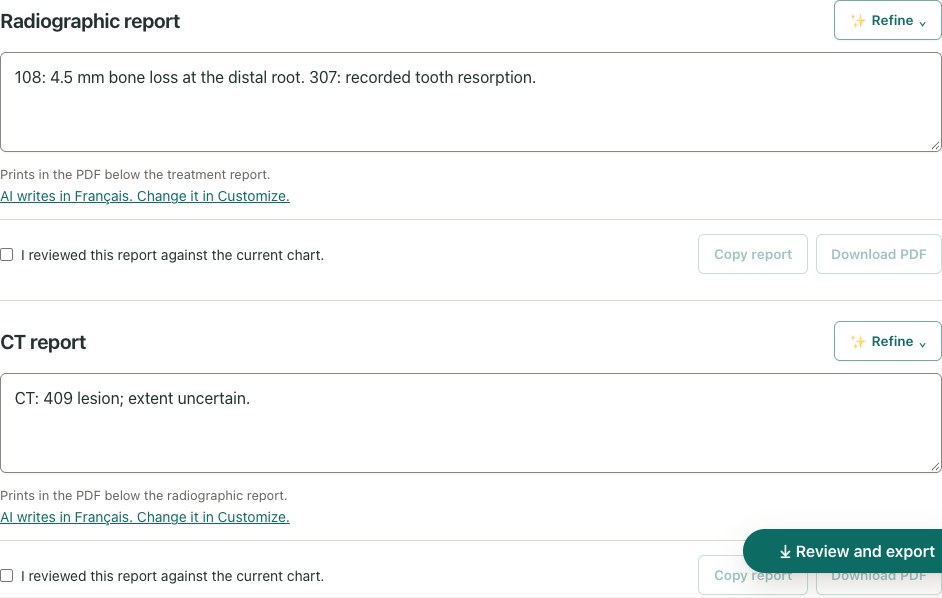 Radiographic report
✨ Refine ⌄
108: 4.5 mm bone loss at the distal root. 307: recorded tooth resorption.
Prints in the PDF below the treatment report.
AI writes in Français. Change it in Customize.
I reviewed this report against the current chart.
Copy report
Download PDF
CT report
✨ Refine ⌄
CT: 409 lesion; extent uncertain.
Prints in the PDF below the radiographic report.
AI writes in Français. Change it in Customize.
Review and export
I reviewed this report against the current chart.
Copy report
Download PDF